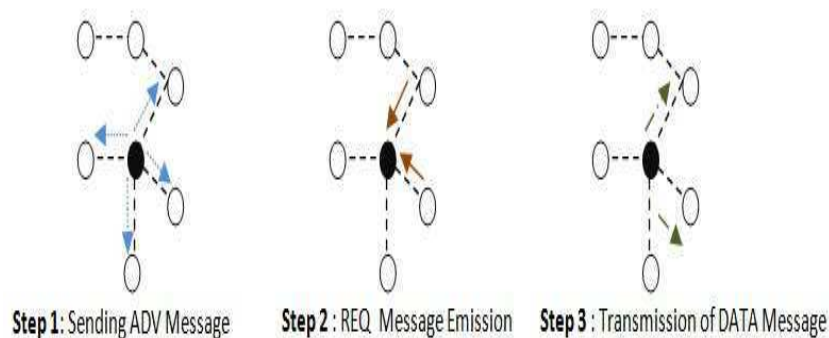 Step 1: Sending ADV Message
Step 2 : REQ Message Emission
Step 3 : Transmission of DATA Message